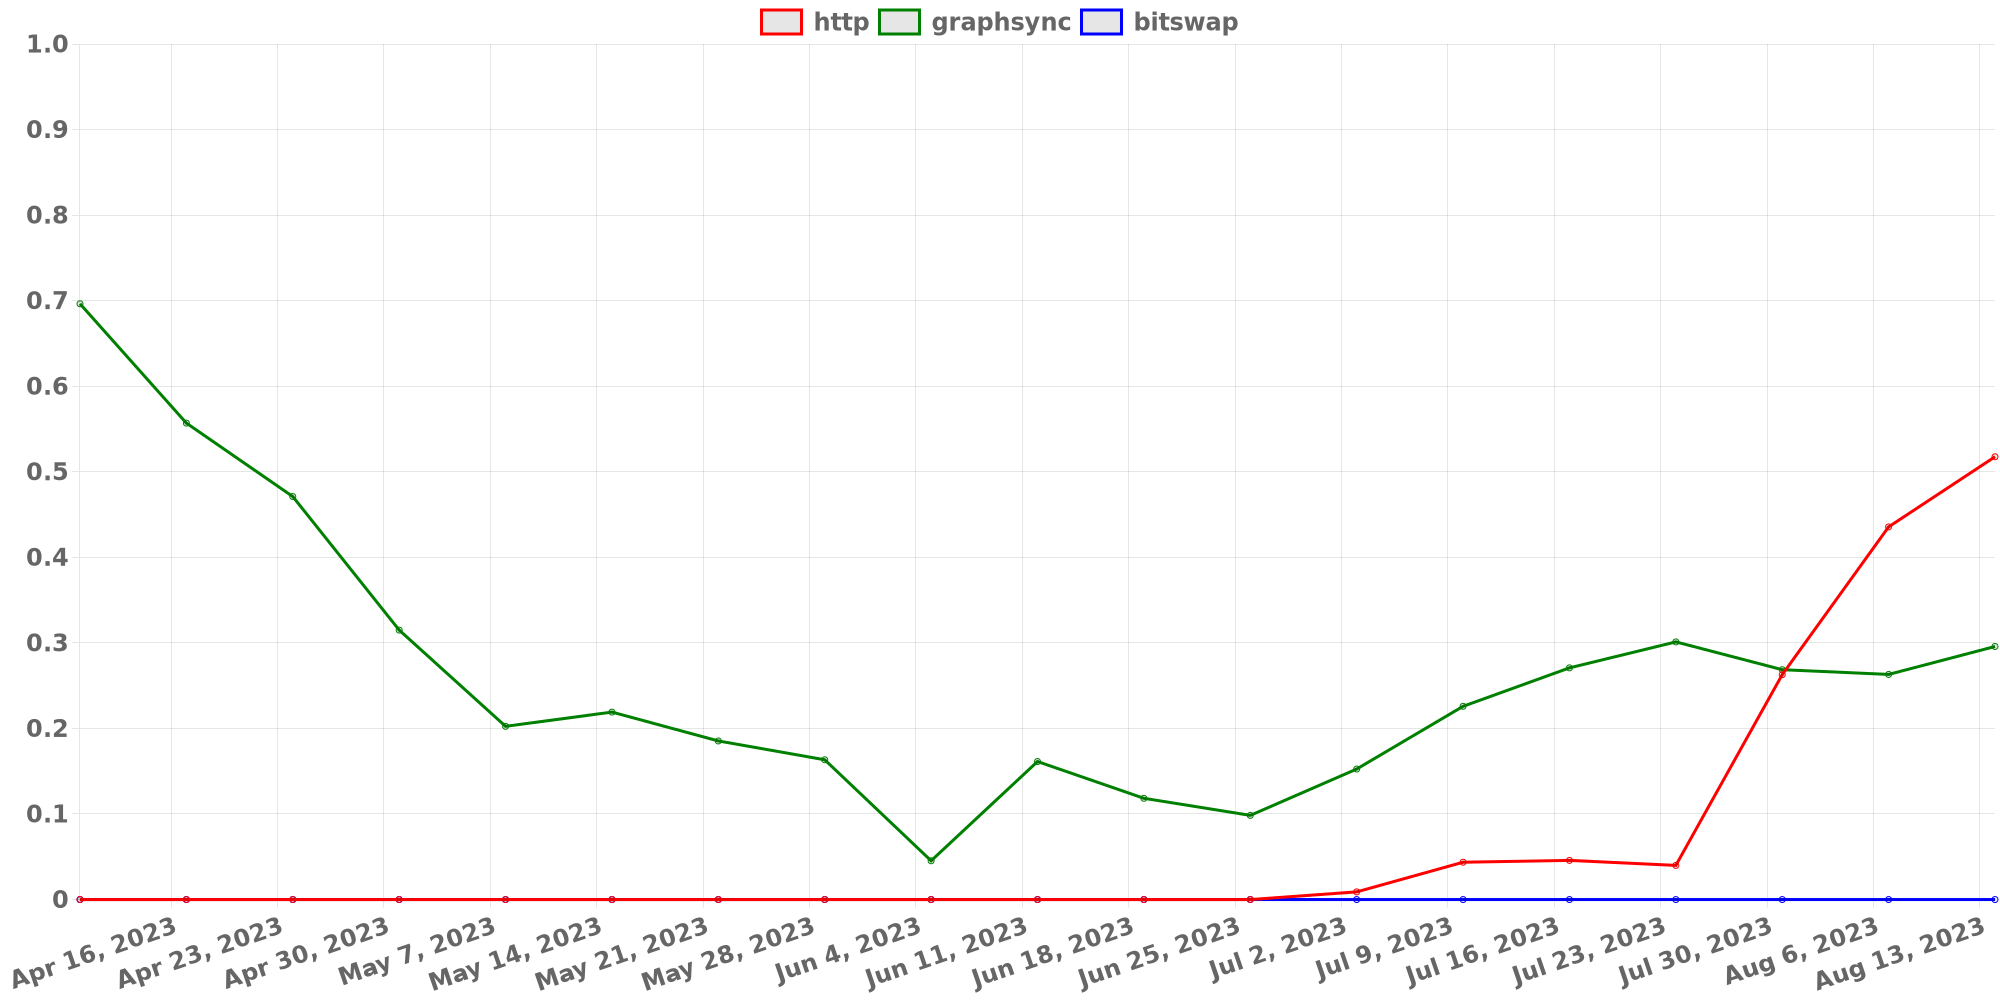 http graphsync bitswap
1.0
0.9
0.8
0.7
0.6
0.5
0.4
0.3
0.2
0.1
0
Apr 16, 2023
Apr 23, 2023
Apr 30, 2023
May 7, 2023
May 14, 2023
May 21, 2023
May 28, 2023
Jun 4, 2023
Jun 11, 2023
Jun 18, 2023
Jun 25, 2023
Jul 2, 2023
Jul 9, 2023
Jul 16, 2023
Jul 23, 2023
Jul 30, 2023
Aug 6, 2023
Aug 13, 2023